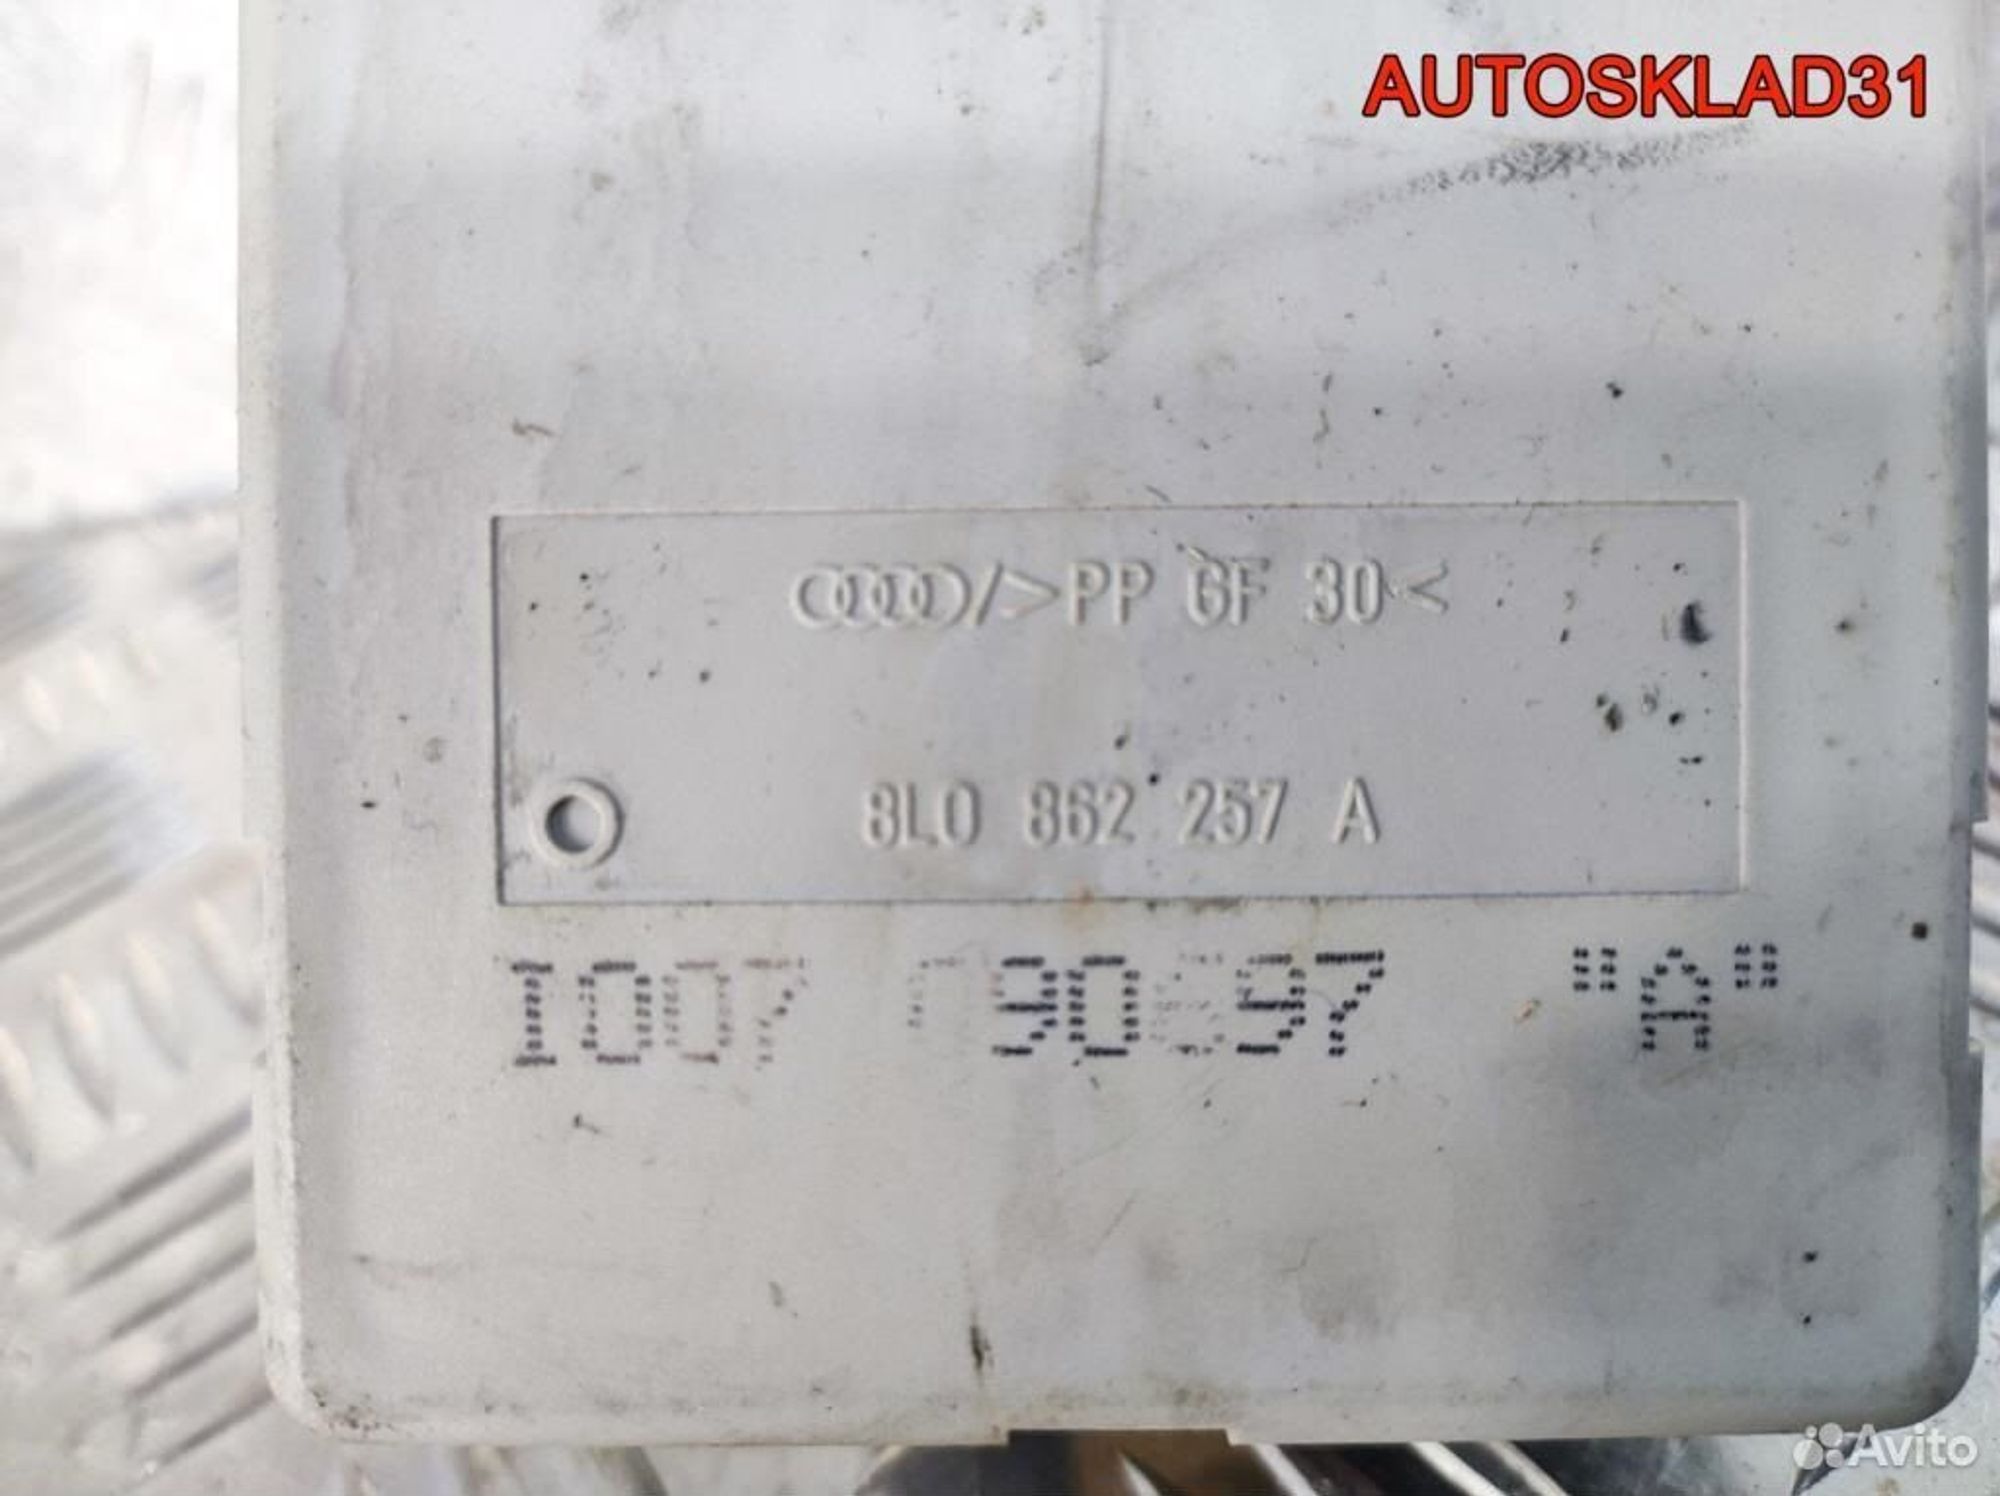 AUTOSKLAD31
/>PP GF 30<
8L0 862 257 A
"A"
Avito